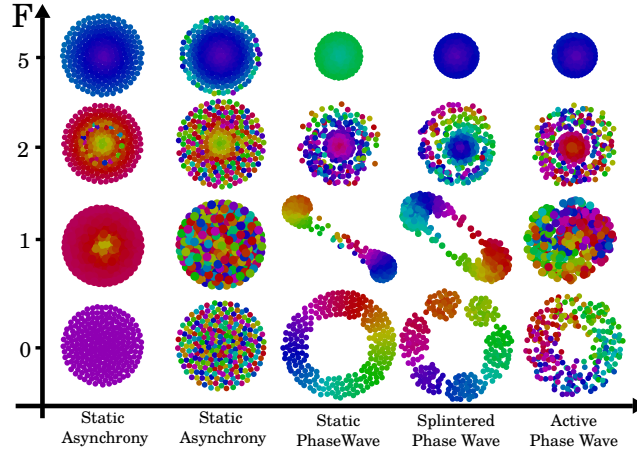 F
5
2
1
0
Static
Asynchrony
Static
Asynchrony
Static
PhaseWave
Splintered
Phase Wave
Active
Phase Wave